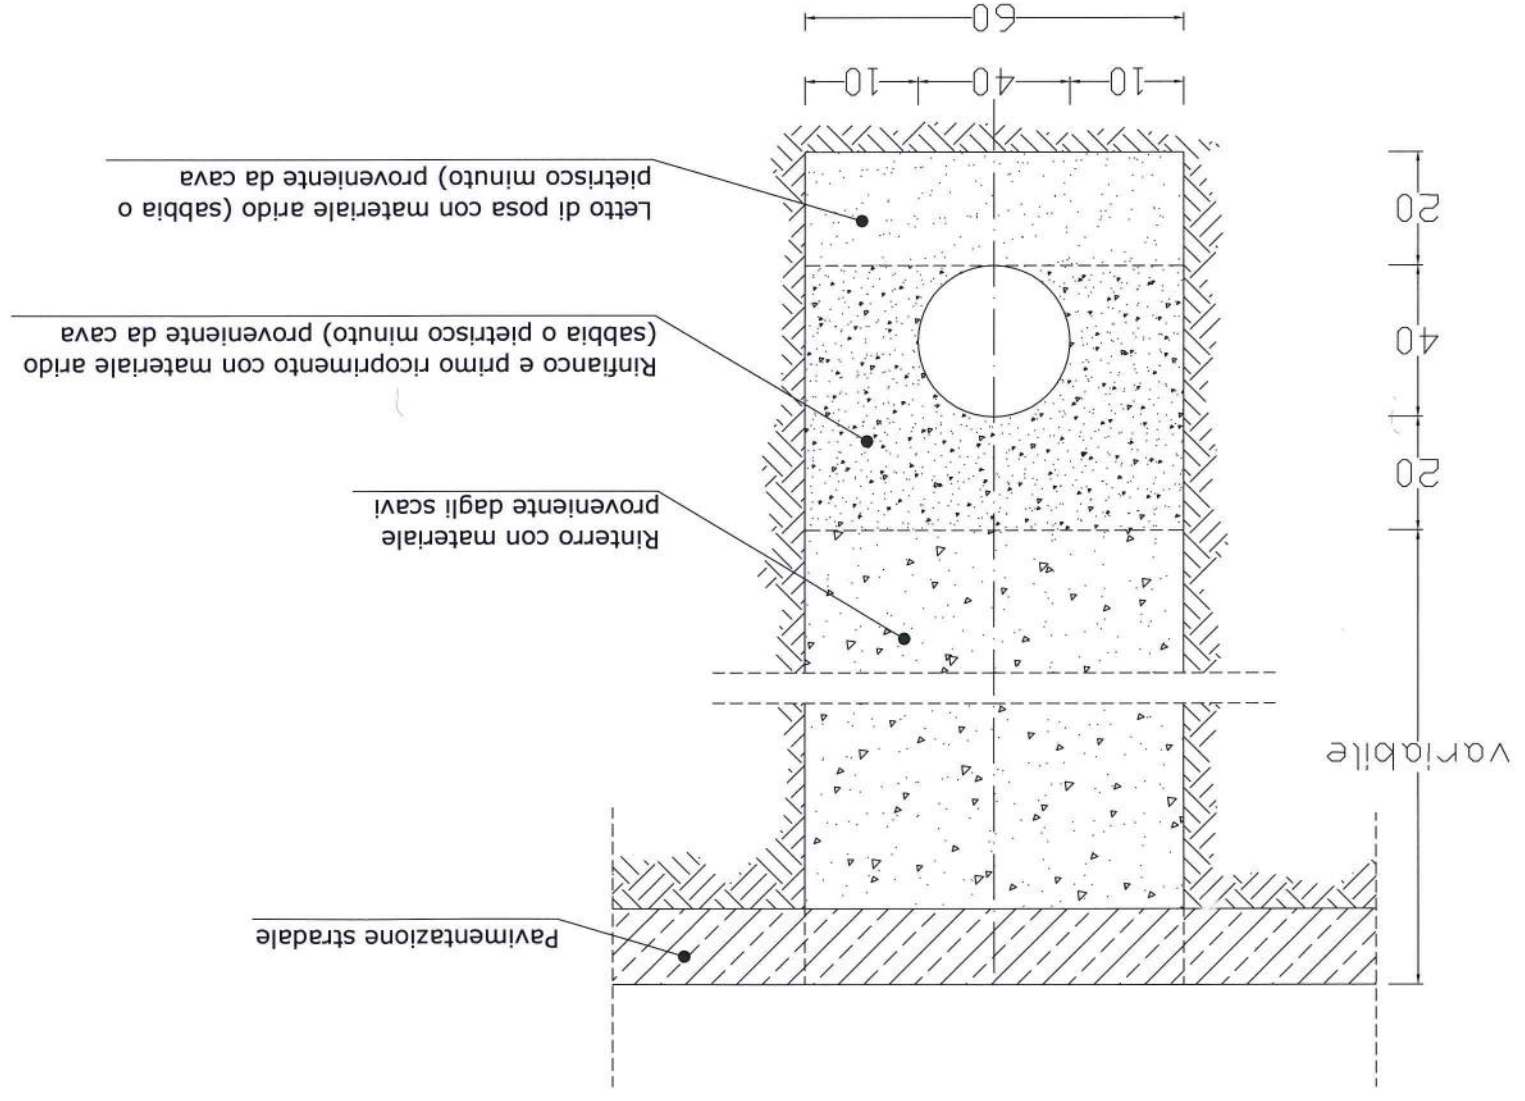 Pavimentazione stradale
variabile
Rinterro con materiale
proveniente dagli scavi
20
Rinfianco e primo ricoprimento con materiale arido
(sabbia o pietrisco minuto) proveniente da cava
40
Letto di posa con materiale arido (sabbia o
pietrisco minuto) proveniente da cava
20
10 40 10
60